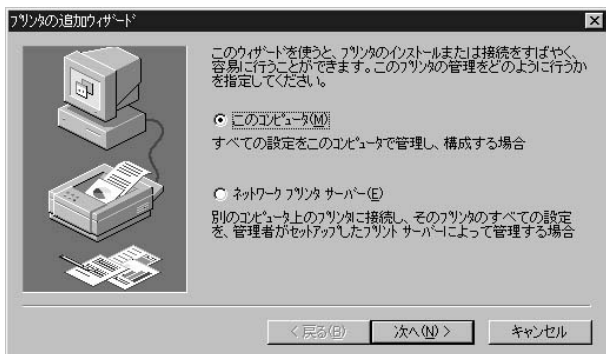 プリンタの追加ウィザード
このウィザードを使うと、プリンタのインストールまたは接続をすばやく、
容易に行うことができます。このプリンタの管理をどのように行うか
を指定してください。
このコンピュータ(M)
すべての設定をこのコンピュータで管理し、構成する場合
ネットワーク プリンタ サーバー(E)
別のコンピュータ上のプリンタに接続し、そのプリンタのすべての設定
を、管理者がセットアップしたプリント サーバーによって管理する場合
< 戻る(B)
次へ(N) >
キャンセル